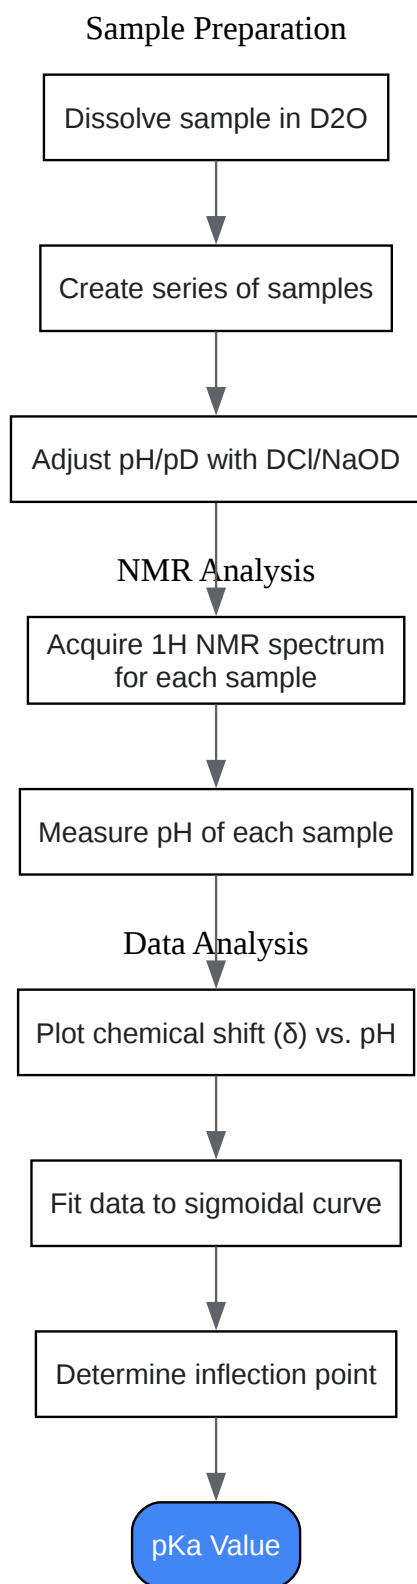 Sample Preparation
Dissolve sample in D2O
Create series of samples
Adjust pH/pD with DCl/NaOD
NMR Analysis
Acquire 1H NMR spectrum
for each sample
Measure pH of each sample
Data Analysis
Plot chemical shift (δ) vs. pH
Fit data to sigmoidal curve
Determine inflection point
pKa Value